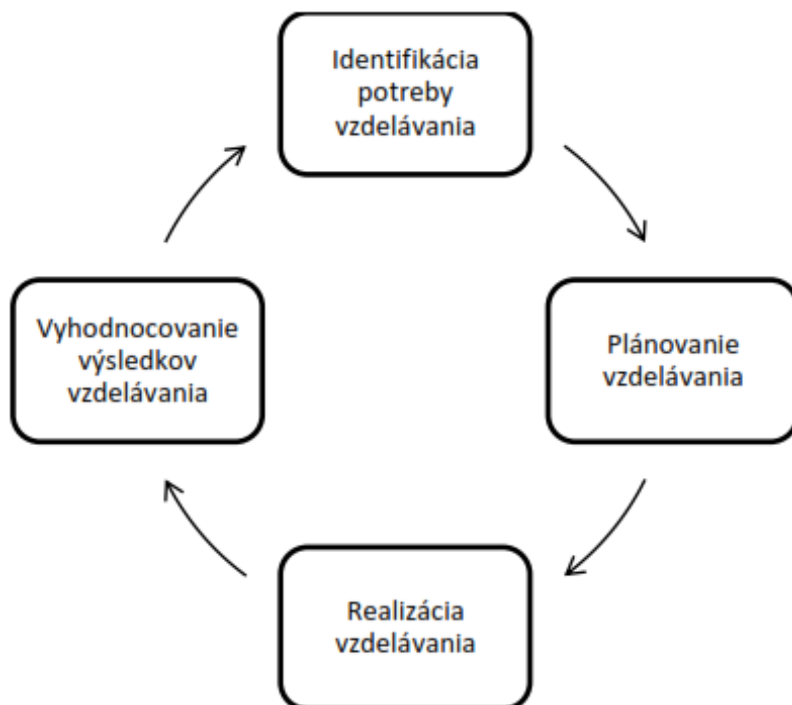 Identifikácia
potreby
vzdelávania
Plánovanie
vzdelávania
Realizácia
vzdelávania
Vyhodnocovanie
výsledkov
vzdelávania